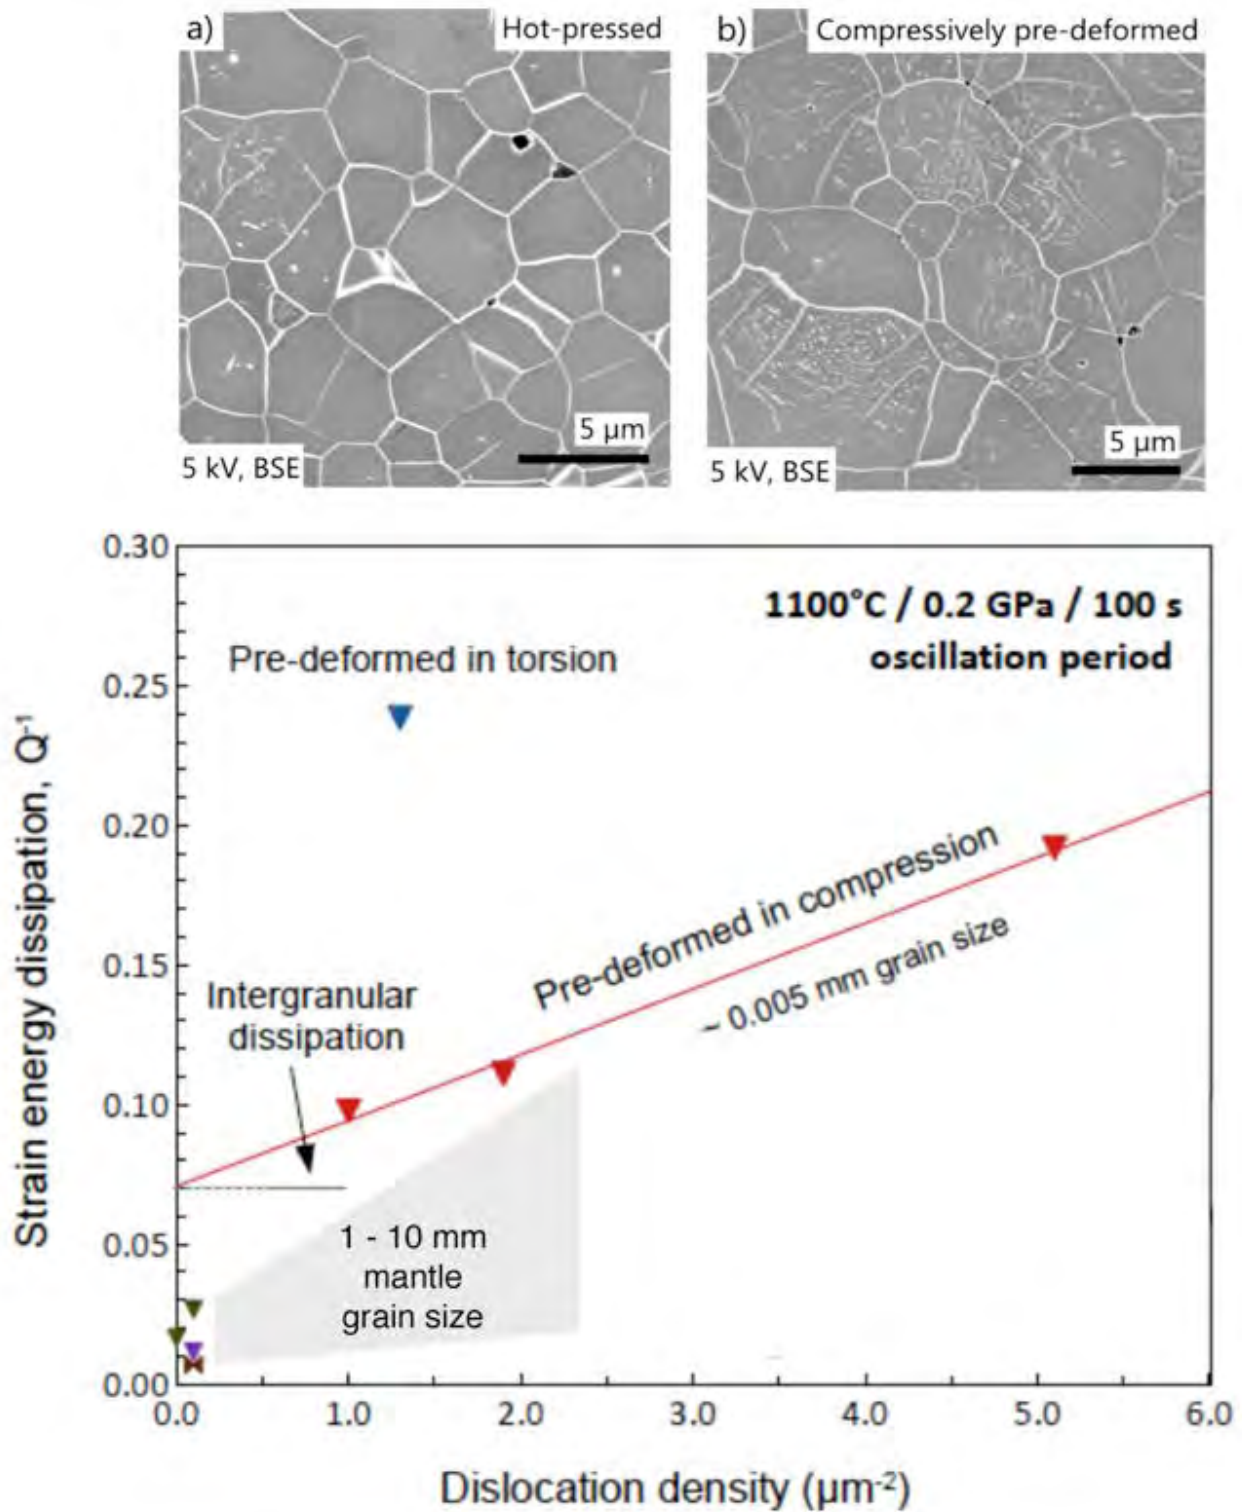 a)
Hot-pressed
5 μm
5 kV, BSE
b)
Compressively pre-deformed
5 μm
5 kV, BSE
0.30
0.25
0.20
0.15
0.10
0.05
0.00
Strain energy dissipation, Q⁻¹
1100°C / 0.2 GPa / 100 s
oscillation period
Pre-deformed in torsion
Pre-deformed in compression
~ 0.005 mm grain size
Intergranular
dissipation
1 - 10 mm
mantle
grain size
0.0 1.0 2.0 3.0 4.0 5.0 6.0
Dislocation density (μm⁻²)